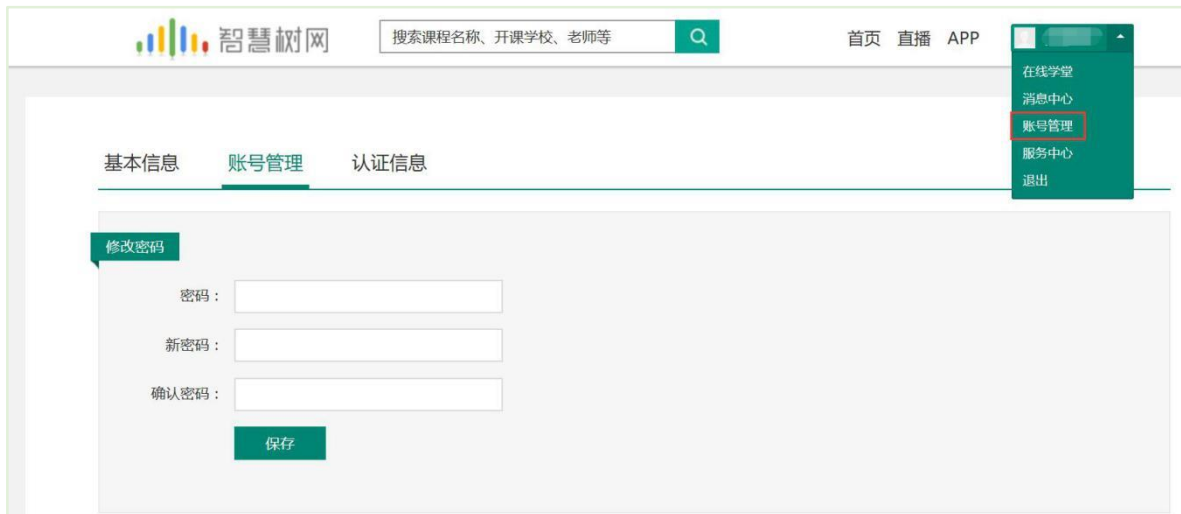 智慧树网
搜索课程名称、开课学校、老师等
首页 直播 APP
在线学堂
消息中心
账号管理
服务中心
退出
基本信息 账号管理 认证信息
修改密码
密码：
新密码：
确认密码：
保存